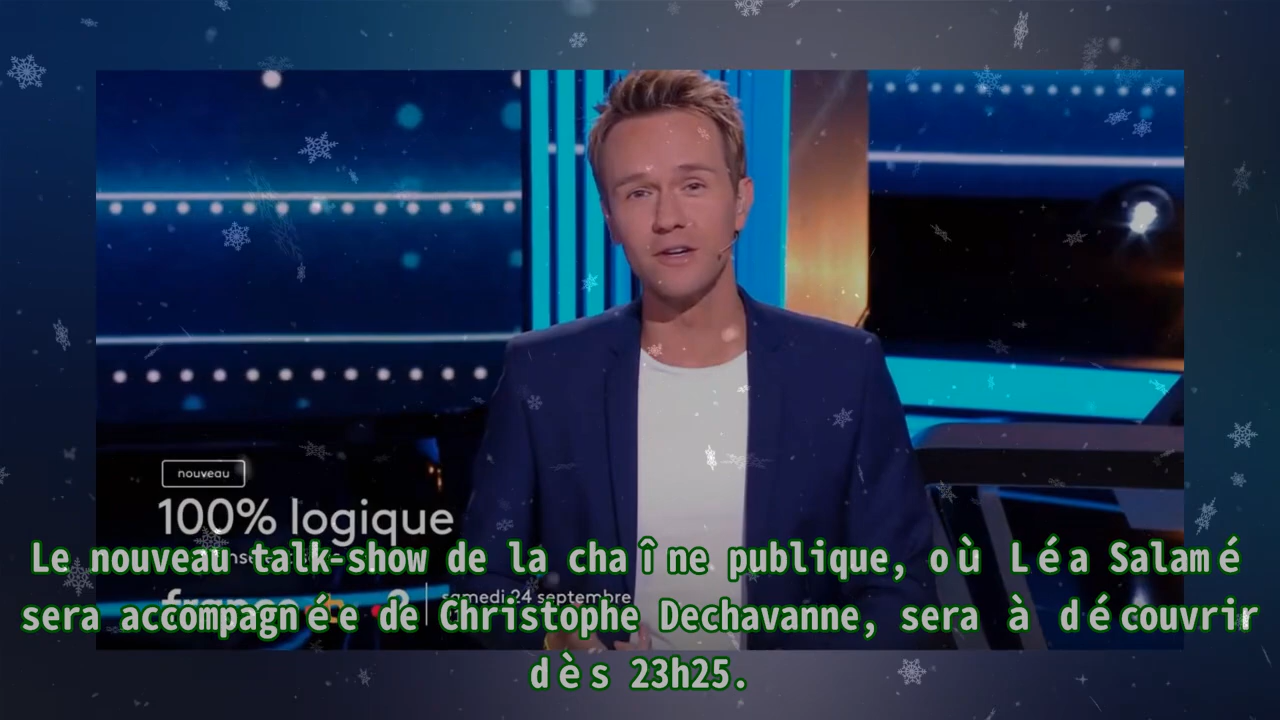 nouveau
100% logique
Le nouveau talk-show de la chaîne publique, où Léa Salamé
samedi 24 septembre
sera accompagnée de Christophe Dechavanne, sera à découvrir
dès 23h25.